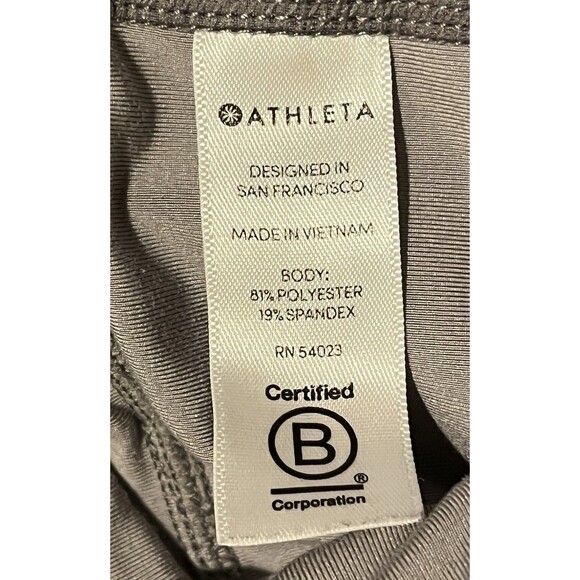 ATHLETA
DESIGNED IN
SAN FRANCISCO
MADE IN VIETNAM
BODY:
81% POLYESTER
19% SPANDEX
RN 54023
Certified
B
®
Corporation